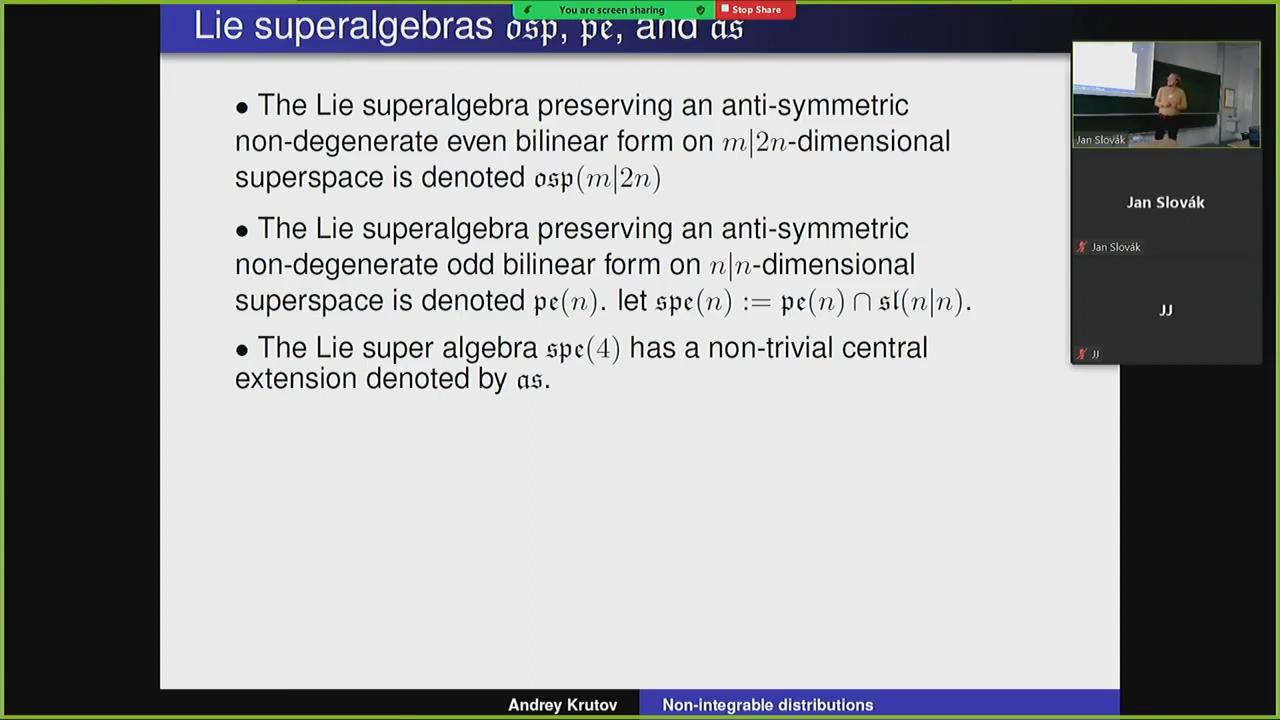 You are screen sharing
Stop Share
Lie superalgebras 𝔬𝔰𝔭, 𝔭𝔢, and 𝔞𝔰
• The Lie superalgebra preserving an anti-symmetric
non-degenerate even bilinear form on m|2n-dimensional
superspace is denoted 𝔬𝔰𝔭(m|2n)
• The Lie superalgebra preserving an anti-symmetric
non-degenerate odd bilinear form on n|n-dimensional
superspace is denoted 𝔭𝔢(n). let 𝔰𝔭𝔢(n) := 𝔭𝔢(n) ∩ 𝔰𝔩(n|n).
• The Lie super algebra 𝔰𝔭𝔢(4) has a non-trivial central
extension denoted by 𝔞𝔰.
Jan Slovák
Jan Slovák
Jan Slovák
JJ
JJ
Andrey Krutov
Non-integrable distributions